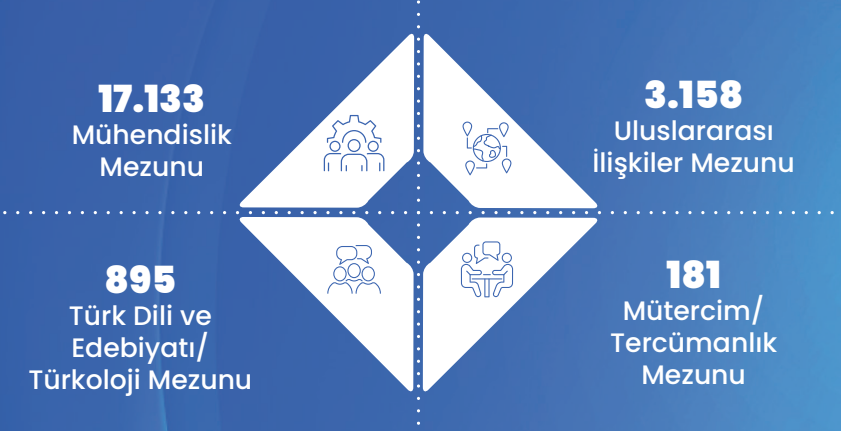 17.133
Mühendislik
Mezunu
3.158
Uluslararası
İlişkiler Mezunu
895
Türk Dili ve
Edebiyatı/
Türkoloji Mezunu
181
Mütercim/
Tercümanlık
Mezunu